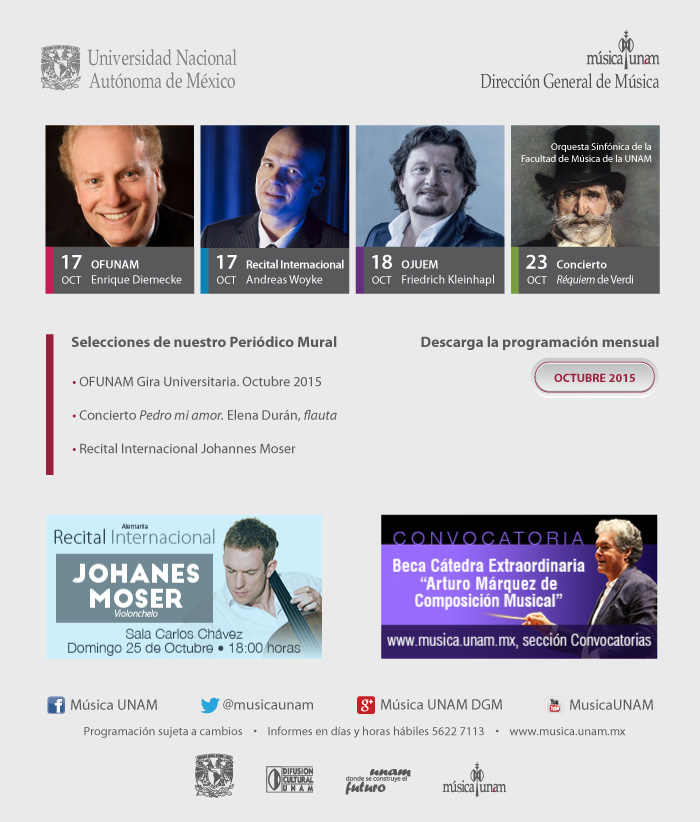 Universidad Nacional
Autónoma de México
música unam
Dirección General de Música
Orquesta Sinfónica de la
Facultad de Música de la UNAM
17 OFUNAM
OCT Enrique Diemecke
17 Recital Internacional
OCT Andreas Woyke
18 OJUEM
OCT Friedrich Kleinhapl
23 Concierto
OCT Réquiem de Verdi
Selecciones de nuestro Periódico Mural
• OFUNAM Gira Universitaria. Octubre 2015
• Concierto Pedro mi amor. Elena Durán, flauta
• Recital Internacional Johannes Moser
Descarga la programación mensual
OCTUBRE 2015
Alemania
Recital Internacional
JOHANES
MOSER
Violonchelo
Sala Carlos Chávez
Domingo 25 de Octubre • 18:00 horas
CONVOCATORIA
Beca Cátedra Extraordinaria
“Arturo Márquez de
Composición Musical”
www.musica.unam.mx, sección Convocatorias
Música UNAM
@musicaunam
Música UNAM DGM
MusicaUNAM
Programación sujeta a cambios • Informes en días y horas hábiles 5622 7113 • www.musica.unam.mx
DIFUSIÓN
CULTURAL
UNAM
unam
donde se construye el
futuro
música unam